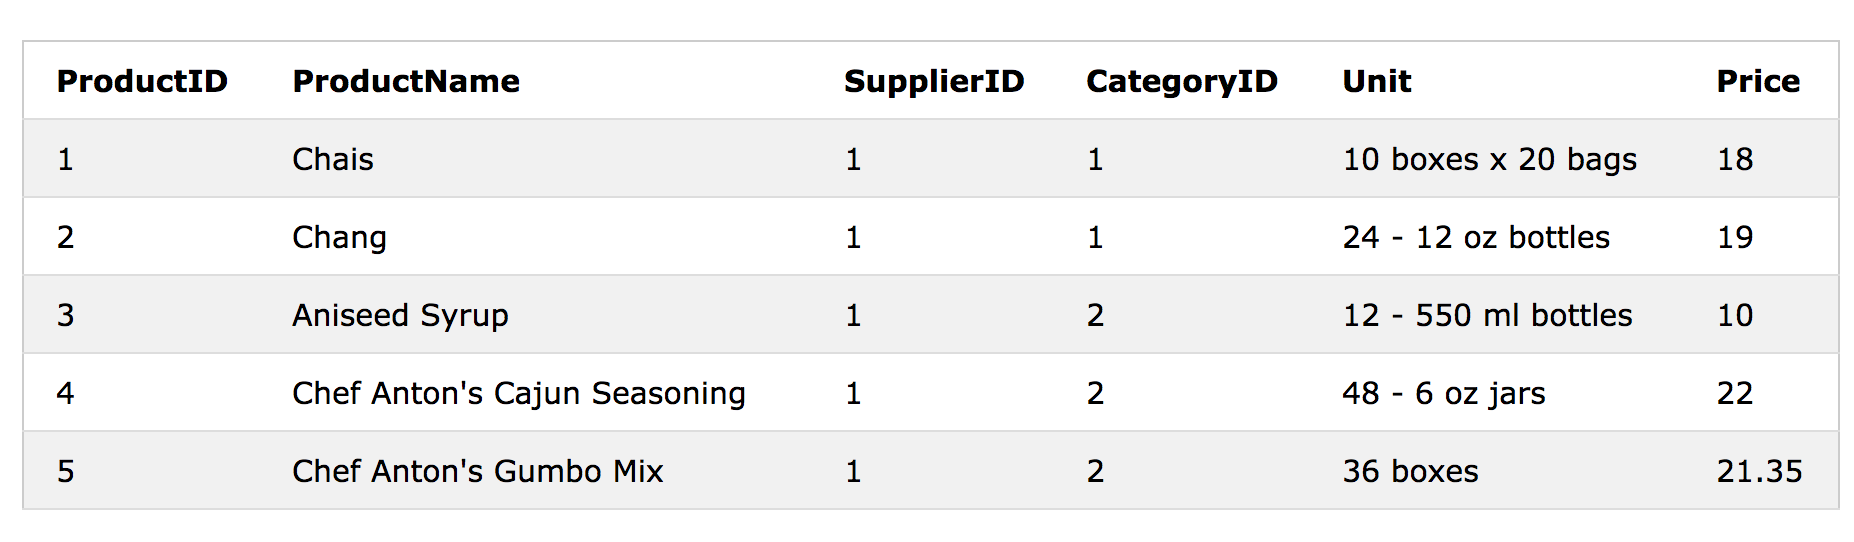 ProductID ProductName SupplierID CategoryID Unit Price
1 Chais 1 1 10 boxes x 20 bags 18
2 Chang 1 1 24 - 12 oz bottles 19
3 Aniseed Syrup 1 2 12 - 550 ml bottles 10
4 Chef Anton's Cajun Seasoning 1 2 48 - 6 oz jars 22
5 Chef Anton's Gumbo Mix 1 2 36 boxes 21.35